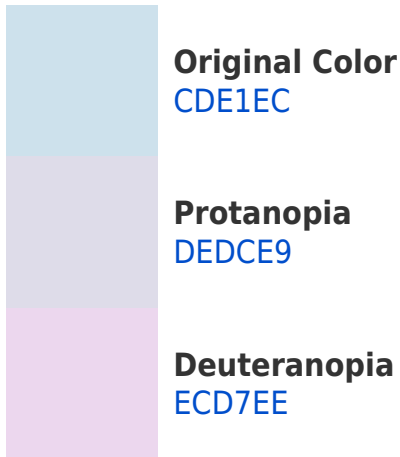 Original Color
CDE1EC
Protanopia
DEDCE9
Deuteranopia
ECD7EE